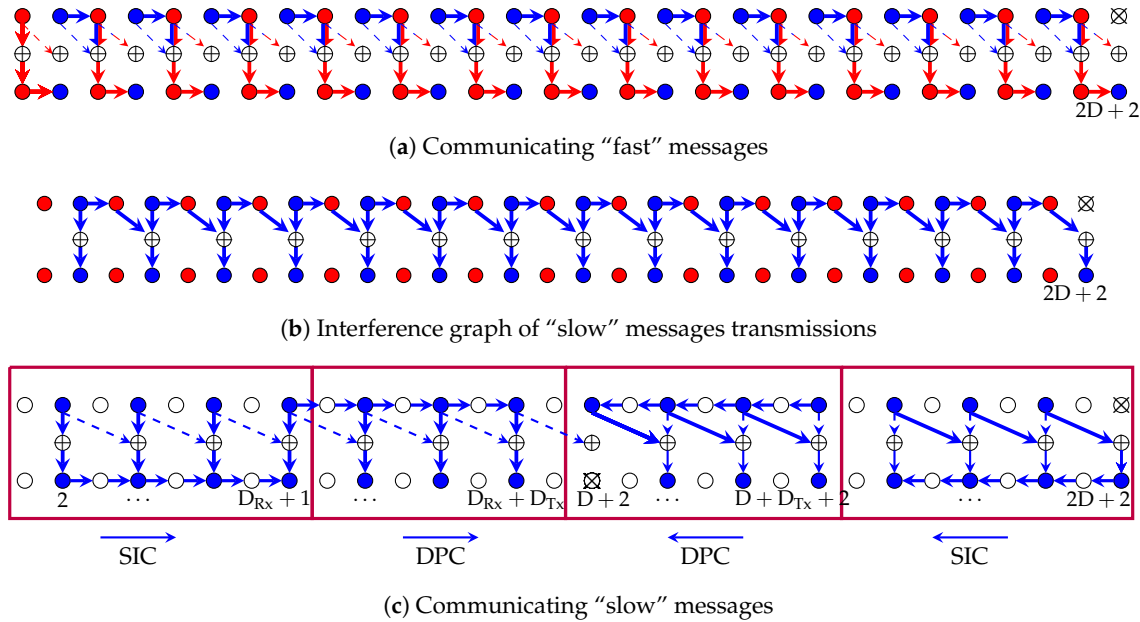 2D + 2
(a) Communicating “fast” messages
2D + 2
(b) Interference graph of “slow” messages transmissions
2 ... D_Rx + 1 ... D_Rx + D_Tx D + 2 ... D + D_Tx + 2 ... 2D + 2
SIC DPC DPC SIC
(c) Communicating “slow” messages